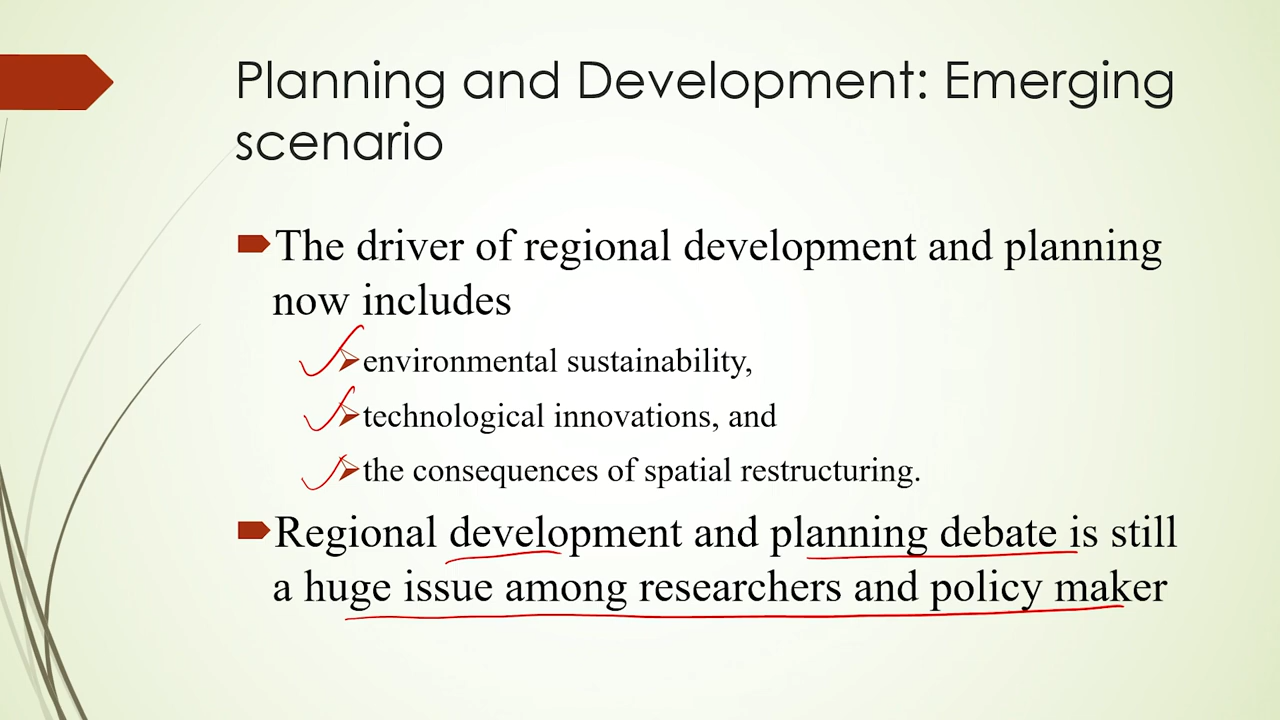 Planning and Development: Emerging
scenario
The driver of regional development and planning
now includes
environmental sustainability,
technological innovations, and
the consequences of spatial restructuring.
Regional development and planning debate is still
a huge issue among researchers and policy maker